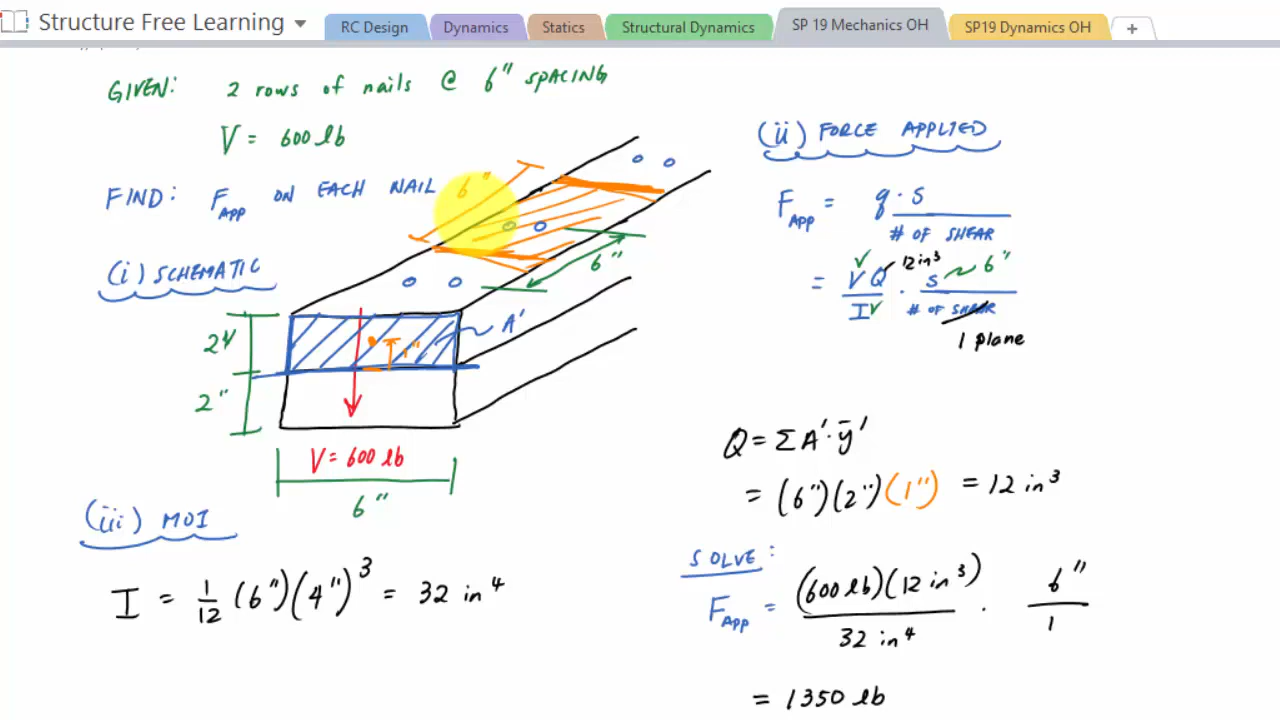 Structure Free Learning
RC Design
Dynamics
Statics
Structural Dynamics
SP 19 Mechanics OH
SP19 Dynamics OH
+
GIVEN: 2 rows of nails @ 6" SPACING
V = 600 lb
FIND: F_APP ON EACH NAIL
(i) SCHEMATIC
6"
6"
2"
2"
1"
A'
V = 600 lb
6"
(iii) MOI
I = 1/12 (6")(4")^3 = 32 in^4
(ii) FORCE APPLIED
F_APP = q · s / # OF SHEAR
= VQ / I · s / # OF SHEAR
12 in^3
6"
1 plane
Q = Σ A' · ȳ'
= (6")(2")(1") = 12 in^3
SOLVE:
F_APP = (600 lb)(12 in^3) / 32 in^4 · 6" / 1
= 1350 lb